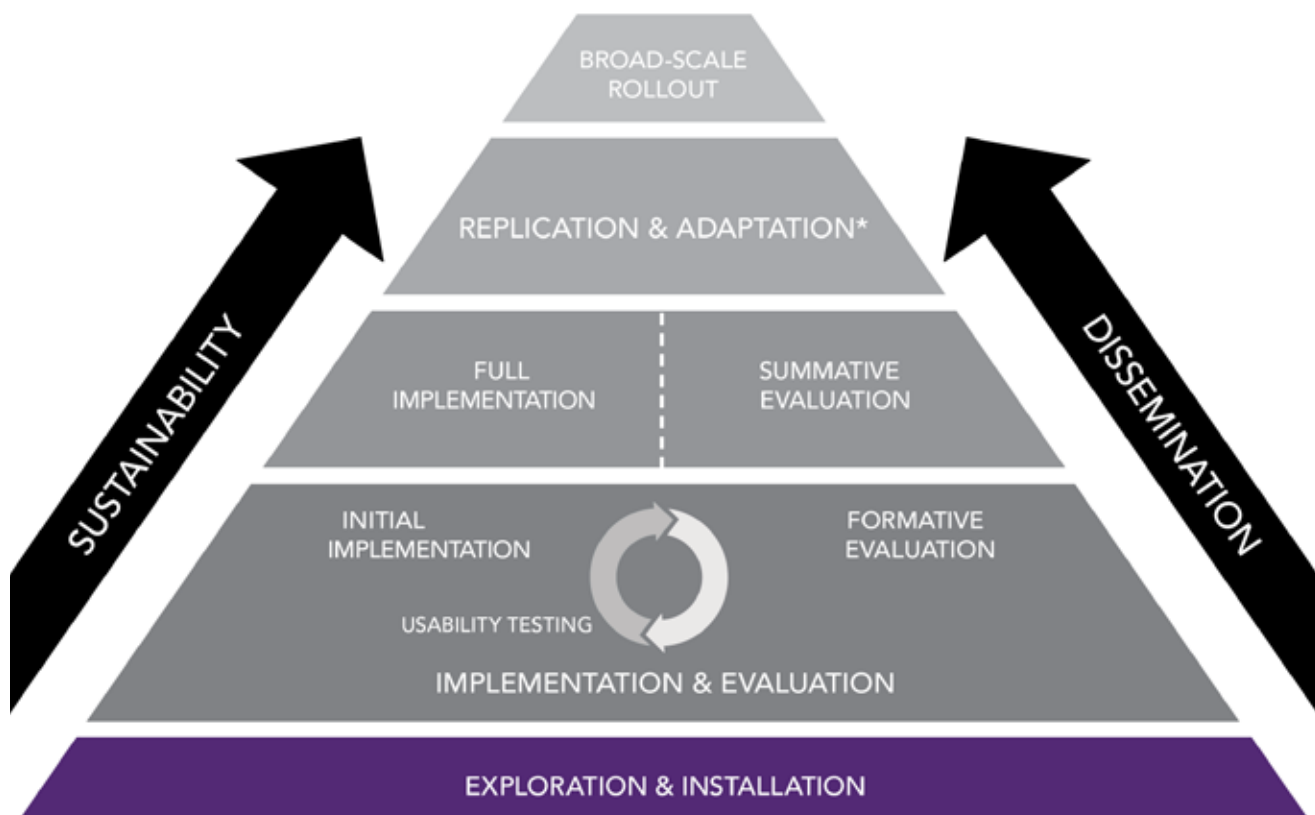 BROAD-SCALE
ROLLOUT
REPLICATION & ADAPTATION*
SUSTAINABILITY
DISSEMINATION
FULL
IMPLEMENTATION
SUMMATIVE
EVALUATION
INITIAL
IMPLEMENTATION
FORMATIVE
EVALUATION
USABILITY TESTING
IMPLEMENTATION & EVALUATION
EXPLORATION & INSTALLATION